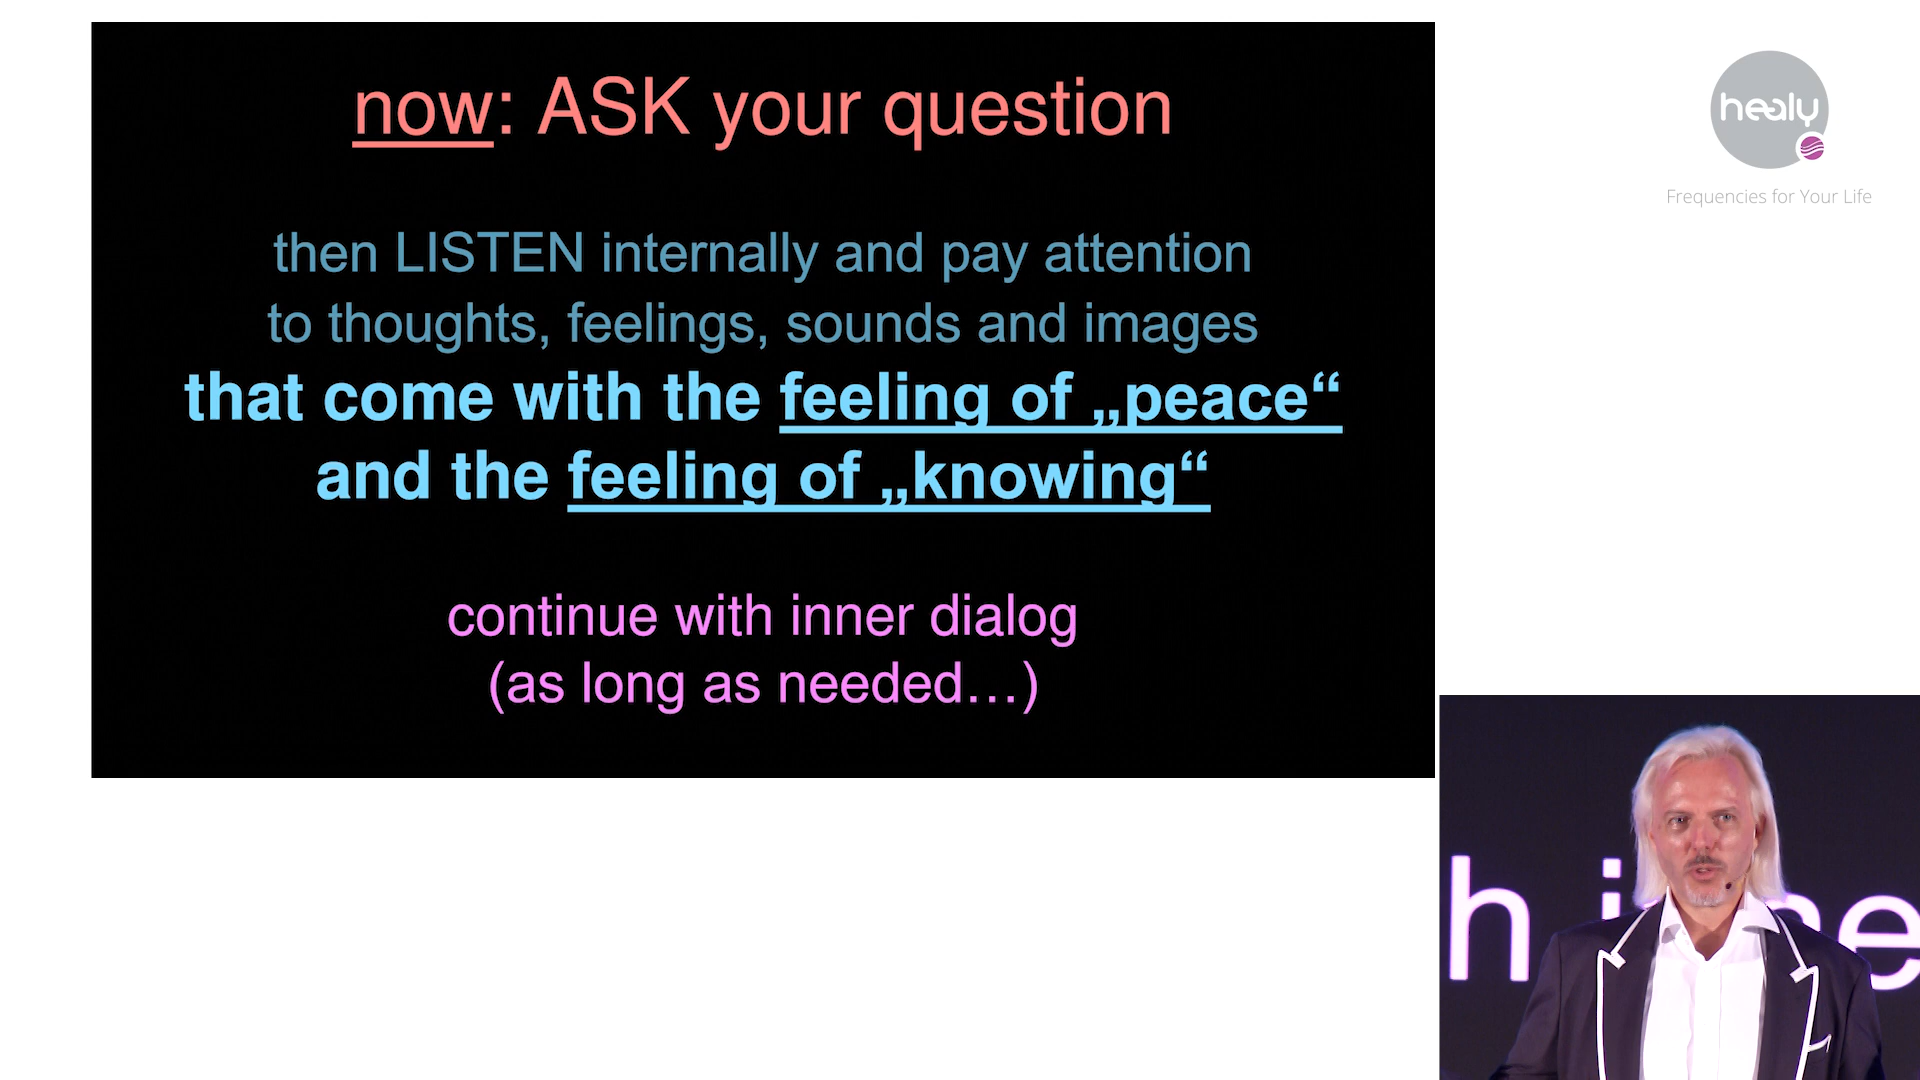 now: ASK your question
then LISTEN internally and pay attention
to thoughts, feelings, sounds and images
that come with the feeling of „peace“
and the feeling of „knowing“
continue with inner dialog
(as long as needed…)
healy
Frequencies for Your Life